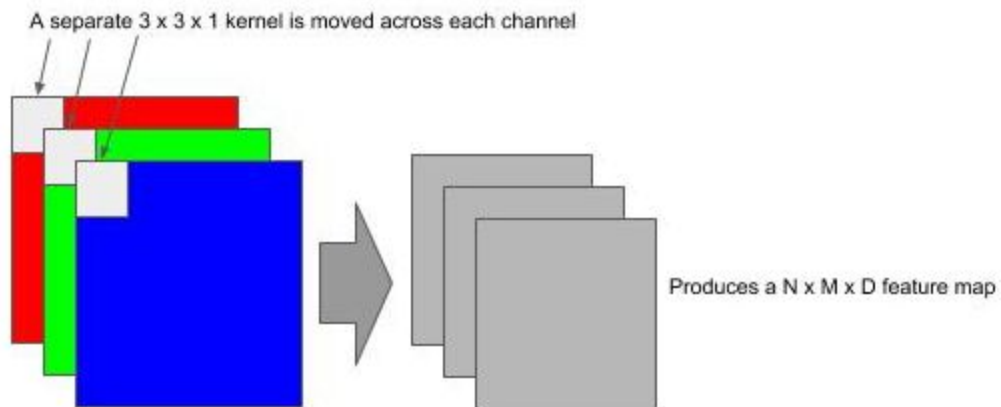 A separate 3 x 3 x 1 kernel is moved across each channel
Produces a N x M x D feature map